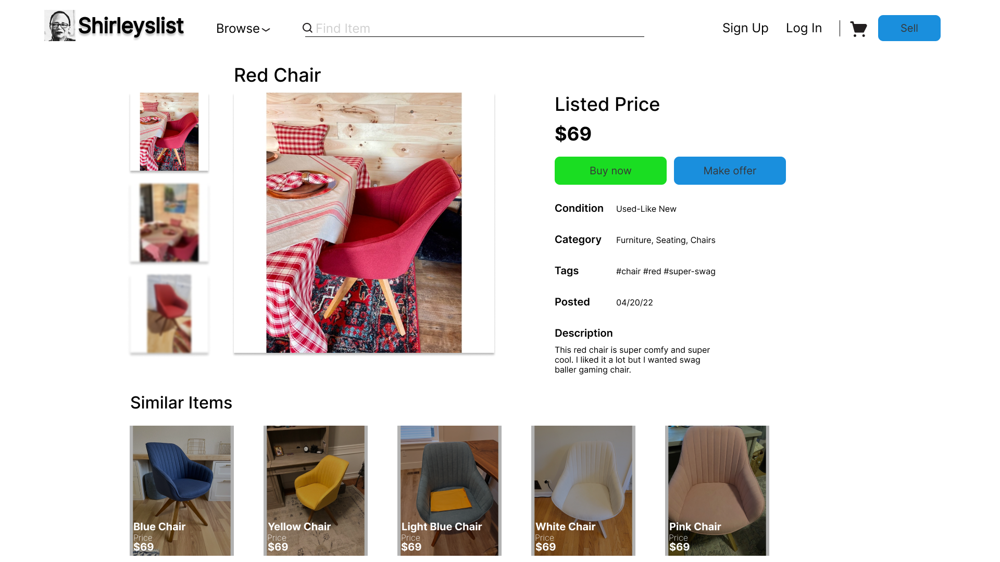 Shirleyslist
Browse
Find Item
Sign Up
Log In
Sell
Red Chair
Listed Price
$69
Buy now
Make offer
Condition Used-Like New
Category Furniture, Seating, Chairs
Tags #chair #red #super-swag
Posted 04/20/22
Description
This red chair is super comfy and super
cool. I liked it a lot but I wanted swag
baller gaming chair.
Similar Items
Blue Chair
Price
$69
Yellow Chair
Price
$69
Light Blue Chair
Price
$69
White Chair
Price
$69
Pink Chair
Price
$69